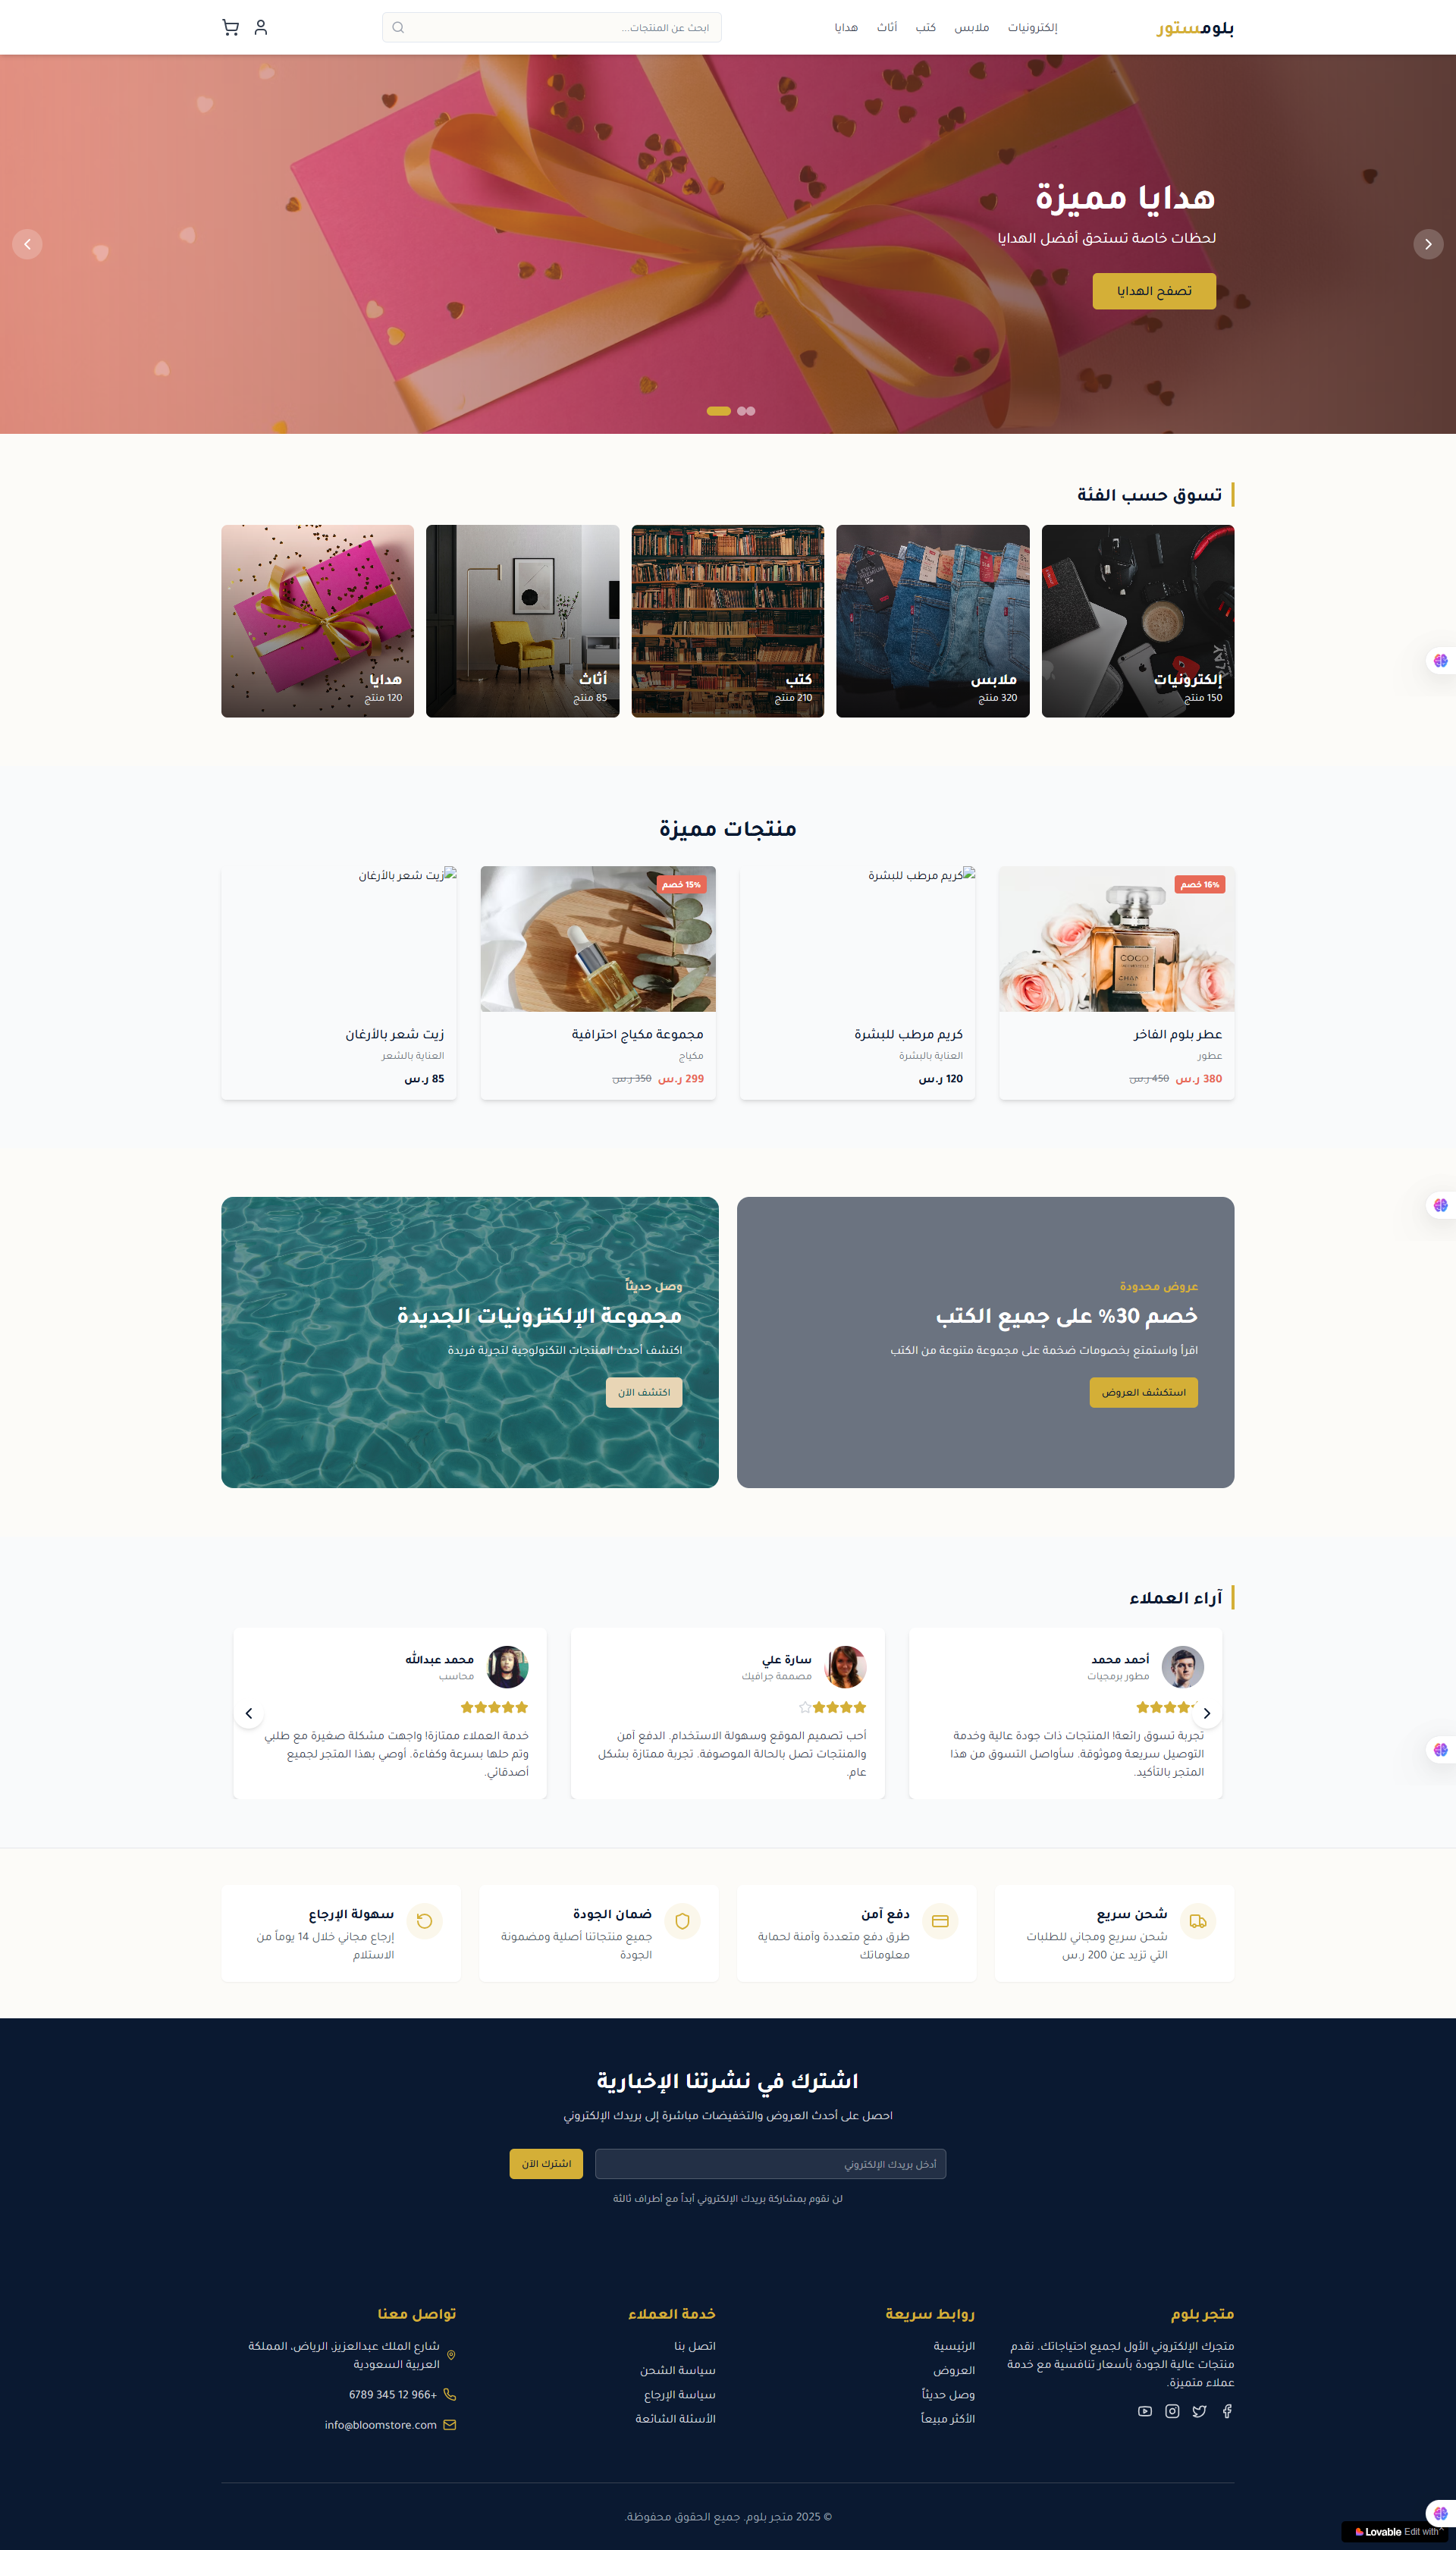 بلومستور
إلكترونيات
ملابس
كتب
أثاث
هدايا
ابحث عن المنتجات...
هدايا مميزة
لحظات خاصة تستحق أفضل الهدايا
تصفح الهدايا
تسوق حسب الفئة
إلكترونيات
150 منتج
ملابس
320 منتج
كتب
210 منتج
أثاث
85 منتج
هدايا
120 منتج
منتجات مميزة
16% خصم
COCO
عطر بلوم الفاخر
عطور
380 ر.س 450 ر.س
كريم مرطب للبشرة
كريم مرطب للبشرة
العناية بالبشرة
120 ر.س
15% خصم
مجموعة مكياج احترافية
مكياج
299 ر.س 350 ر.س
زيت شعر بالأرغان
زيت شعر بالأرغان
العناية بالشعر
85 ر.س
عروض محدودة
خصم 30% على جميع الكتب
اقرأ واستمتع بخصومات ضخمة على مجموعة متنوعة من الكتب
استكشف العروض
وصل حديثاً
مجموعة الإلكترونيات الجديدة
اكتشف أحدث المنتجات التكنولوجية لتجربة فريدة
اكتشف الآن
آراء العملاء
أحمد محمد
مطور برمجيات
تجربة تسوق رائعة! المنتجات ذات جودة عالية وخدمة
التوصيل سريعة وموثوقة. سأواصل التسوق من هذا
المتجر بالتأكيد.
سارة علي
مصممة جرافيك
أحب تصميم الموقع وسهولة الاستخدام. الدفع آمن
والمنتجات تصل بالحالة الموصوفة. تجربة ممتازة بشكل
عام.
محمد عبدالله
محاسب
خدمة العملاء ممتازة! واجهت مشكلة صغيرة مع طلبي
وتم حلها بسرعة وكفاءة. أوصي بهذا المتجر لجميع
أصدقائي.
شحن سريع
شحن سريع ومجاني للطلبات
التي تزيد عن 200 ر.س
دفع آمن
طرق دفع متعددة وآمنة لحماية
معلوماتك
ضمان الجودة
جميع منتجاتنا أصلية ومضمونة
الجودة
سهولة الإرجاع
إرجاع مجاني خلال 14 يوماً من
الاستلام
اشترك في نشرتنا الإخبارية
احصل على أحدث العروض والتخفيضات مباشرة إلى بريدك الإلكتروني
أدخل بريدك الإلكتروني
اشترك الآن
لن نقوم بمشاركة بريدك الإلكتروني أبداً مع أطراف ثالثة
متجر بلوم
متجرك الإلكتروني الأول لجميع احتياجاتك. نقدم
منتجات عالية الجودة بأسعار تنافسية مع خدمة
عملاء متميزة.
روابط سريعة
الرئيسية
العروض
وصل حديثاً
الأكثر مبيعاً
خدمة العملاء
اتصل بنا
سياسة الشحن
سياسة الإرجاع
الأسئلة الشائعة
تواصل معنا
شارع الملك عبدالعزيز، الرياض، المملكة
العربية السعودية
+966 12 345 6789
info@bloomstore.com
© 2025 متجر بلوم. جميع الحقوق محفوظة.
Edit with Lovable